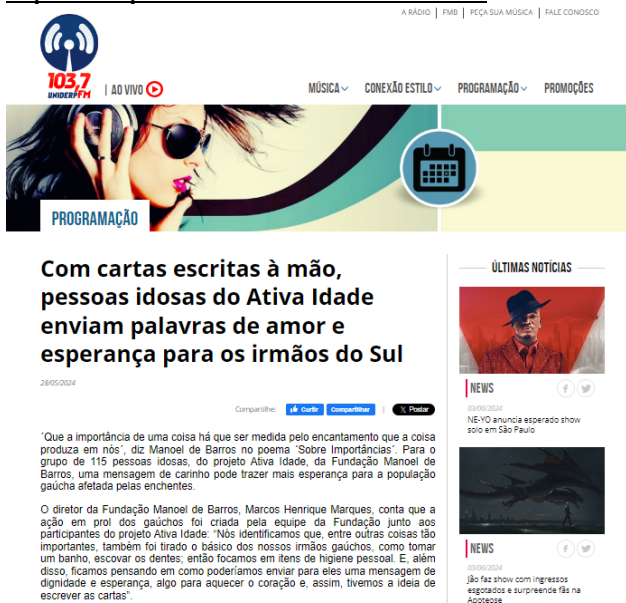 A RÁDIO | FMB | PEÇA SUA MÚSICA | FALE CONOSCO
103,7
UNIDERP FM
| AO VIVO
MÚSICA
CONEXÃO ESTILO
PROGRAMAÇÃO
PROMOÇÕES
PROGRAMAÇÃO
Com cartas escritas à mão,
pessoas idosas do Ativa Idade
enviam palavras de amor e
esperança para os irmãos do Sul
28/05/2024
Compartilhe:
Curtir
Compartilhar
|
X Postar
´Que a importância de uma coisa há que ser medida pelo encantamento que a coisa
produza em nós´, diz Manoel de Barros no poema ´Sobre Importâncias´. Para o
grupo de 115 pessoas idosas, do projeto Ativa Idade, da Fundação Manoel de
Barros, uma mensagem de carinho pode trazer mais esperança para a população
gaúcha afetada pelas enchentes.
O diretor da Fundação Manoel de Barros, Marcos Henrique Marques, conta que a
ação em prol dos gaúchos foi criada pela equipe da Fundação junto aos
participantes do projeto Ativa Idade: “Nós identificamos que, entre outras coisas tão
importantes, também foi tirado o básico dos nossos irmãos gaúchos, como tomar
um banho, escovar os dentes; então focamos em itens de higiene pessoal. E, além
disso, ficamos pensando em como poderíamos enviar para eles uma mensagem de
dignidade e esperança, algo para aquecer o coração e, assim, tivemos a ideia de
escrever as cartas”.
ÚLTIMAS NOTÍCIAS
NEWS
03/06/2024
NE-YO anuncia esperado show
solo em São Paulo
NEWS
03/06/2024
Jão faz show com ingressos
esgotados e surpreende fãs na
Apoteose